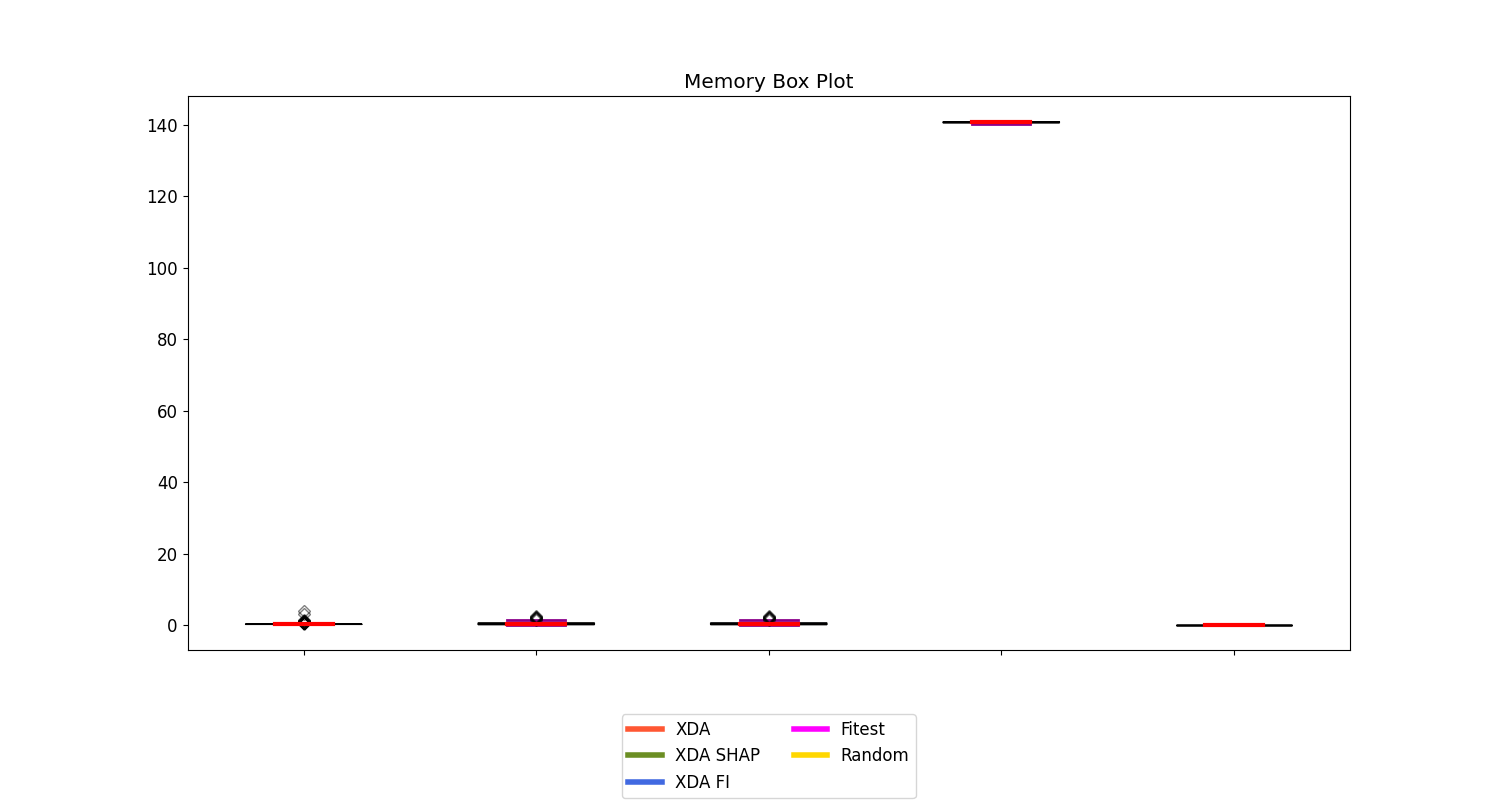 Memory Box Plot
140
120
100
80
60
40
20
0
XDA
XDA SHAP
XDA FI
Fitest
Random